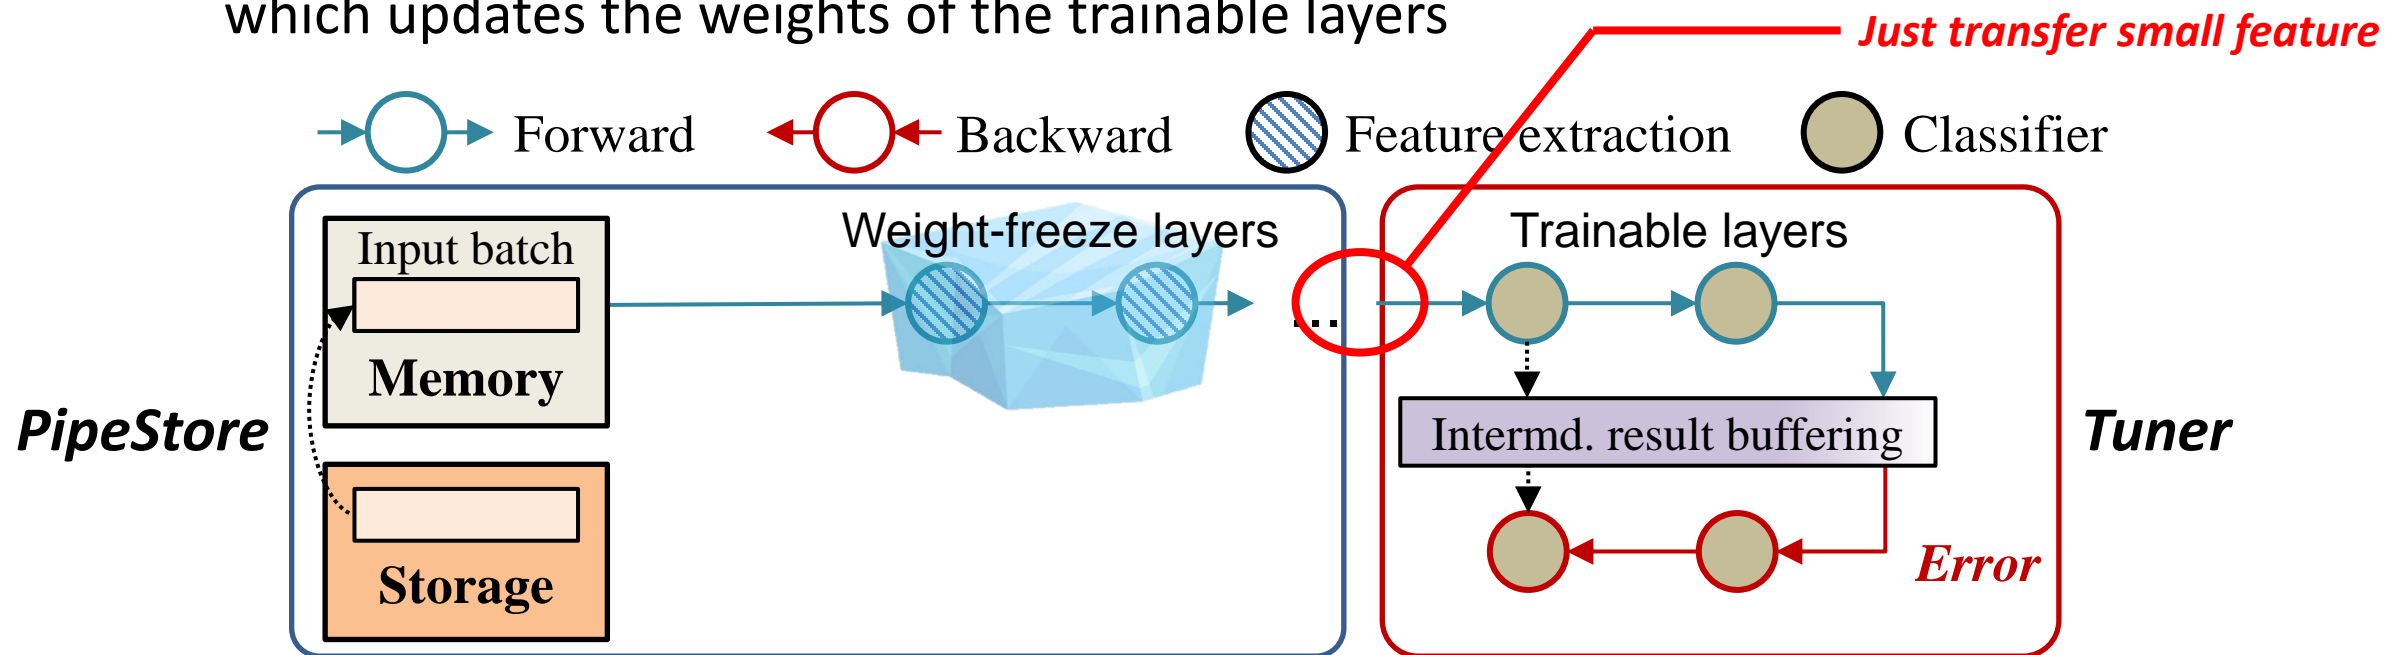 which updates the weights of the trainable layers
Just transfer small feature
Forward
Backward
Feature extraction
Classifier
Input batch
Memory
Storage
PipeStore
Weight-freeze layers
...
Trainable layers
Intermd. result buffering
Error
Tuner